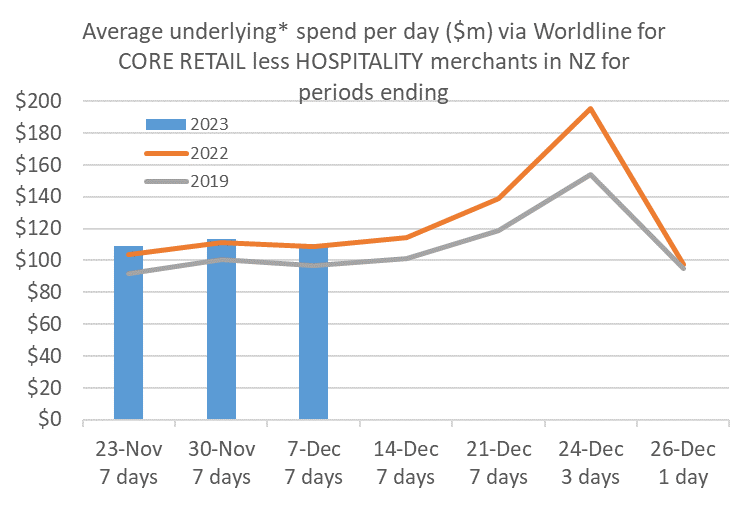 Average underlying* spend per day ($m) via Worldline for
CORE RETAIL less HOSPITALITY merchants in NZ for
periods ending
$200
$180
$160
$140
$120
$100
$80
$60
$40
$20
$0
2023
2022
2019
23-Nov 30-Nov 7-Dec 14-Dec 21-Dec 24-Dec 26-Dec
7 days 7 days 7 days 7 days 7 days 3 days 1 day